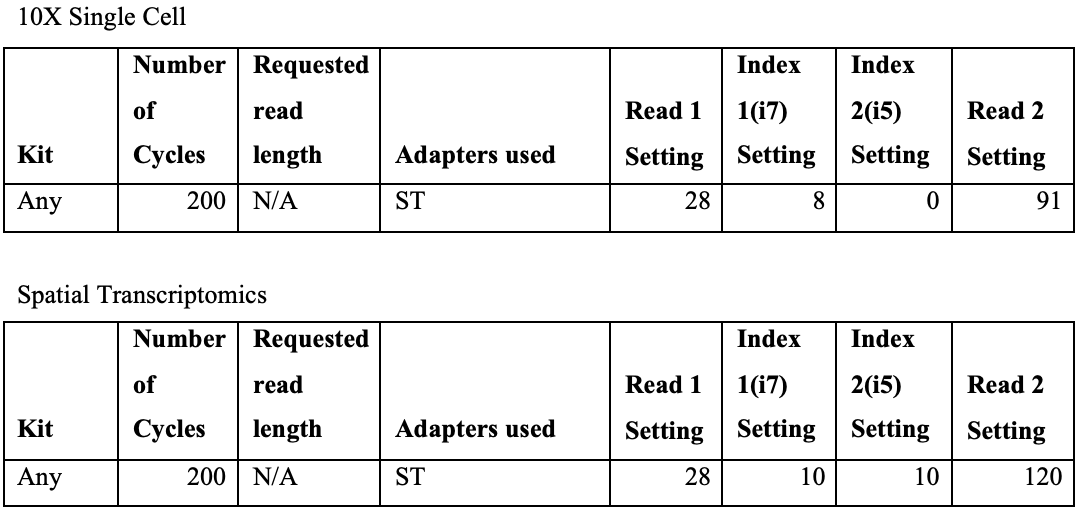 10X Single Cell
Number Requested Index Index
of read Read 1 1(i7) 2(i5) Read 2
Kit Cycles length Adapters used Setting Setting Setting Setting
Any 200 N/A ST 28 8 0 91
Spatial Transcriptomics
Number Requested Index Index
of read Read 1 1(i7) 2(i5) Read 2
Kit Cycles length Adapters used Setting Setting Setting Setting
Any 200 N/A ST 28 10 10 120